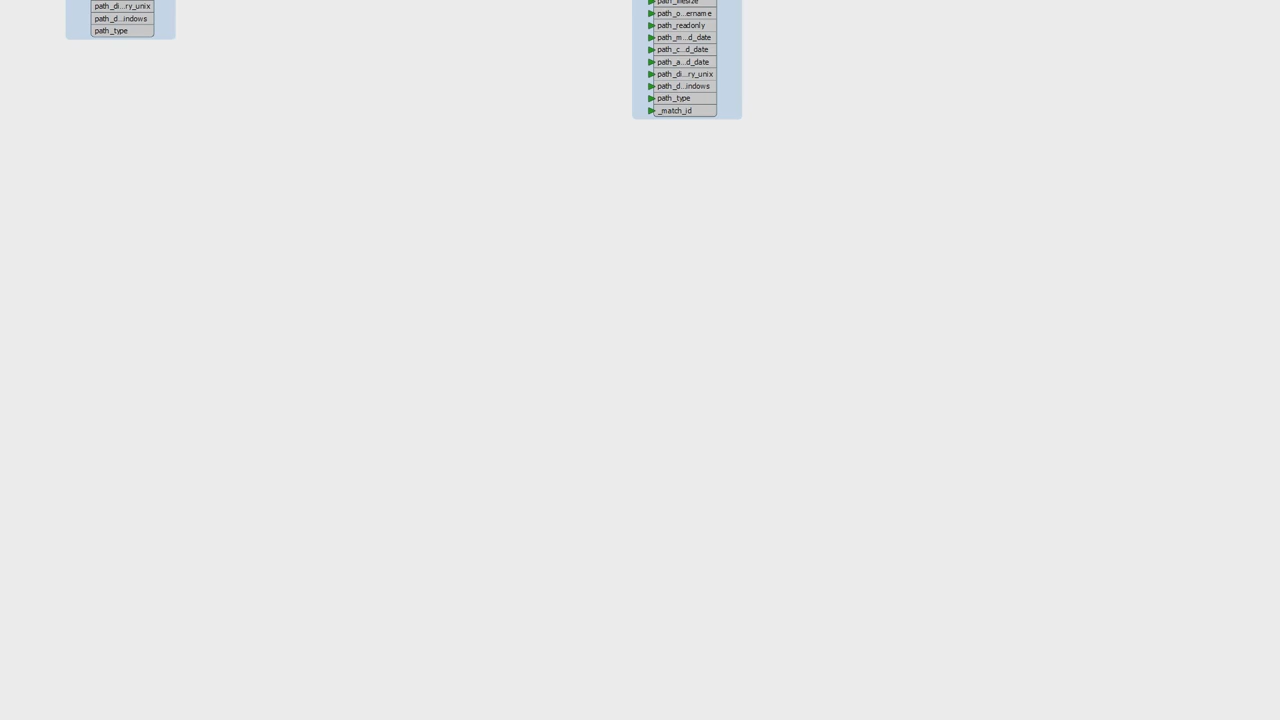 path_di...ry_unix
path_d...indows
path_type
path_filesize
path_o...ername
path_readonly
path_m...d_date
path_c...d_date
path_a...d_date
path_di...ry_unix
path_d...indows
path_type
_match_id